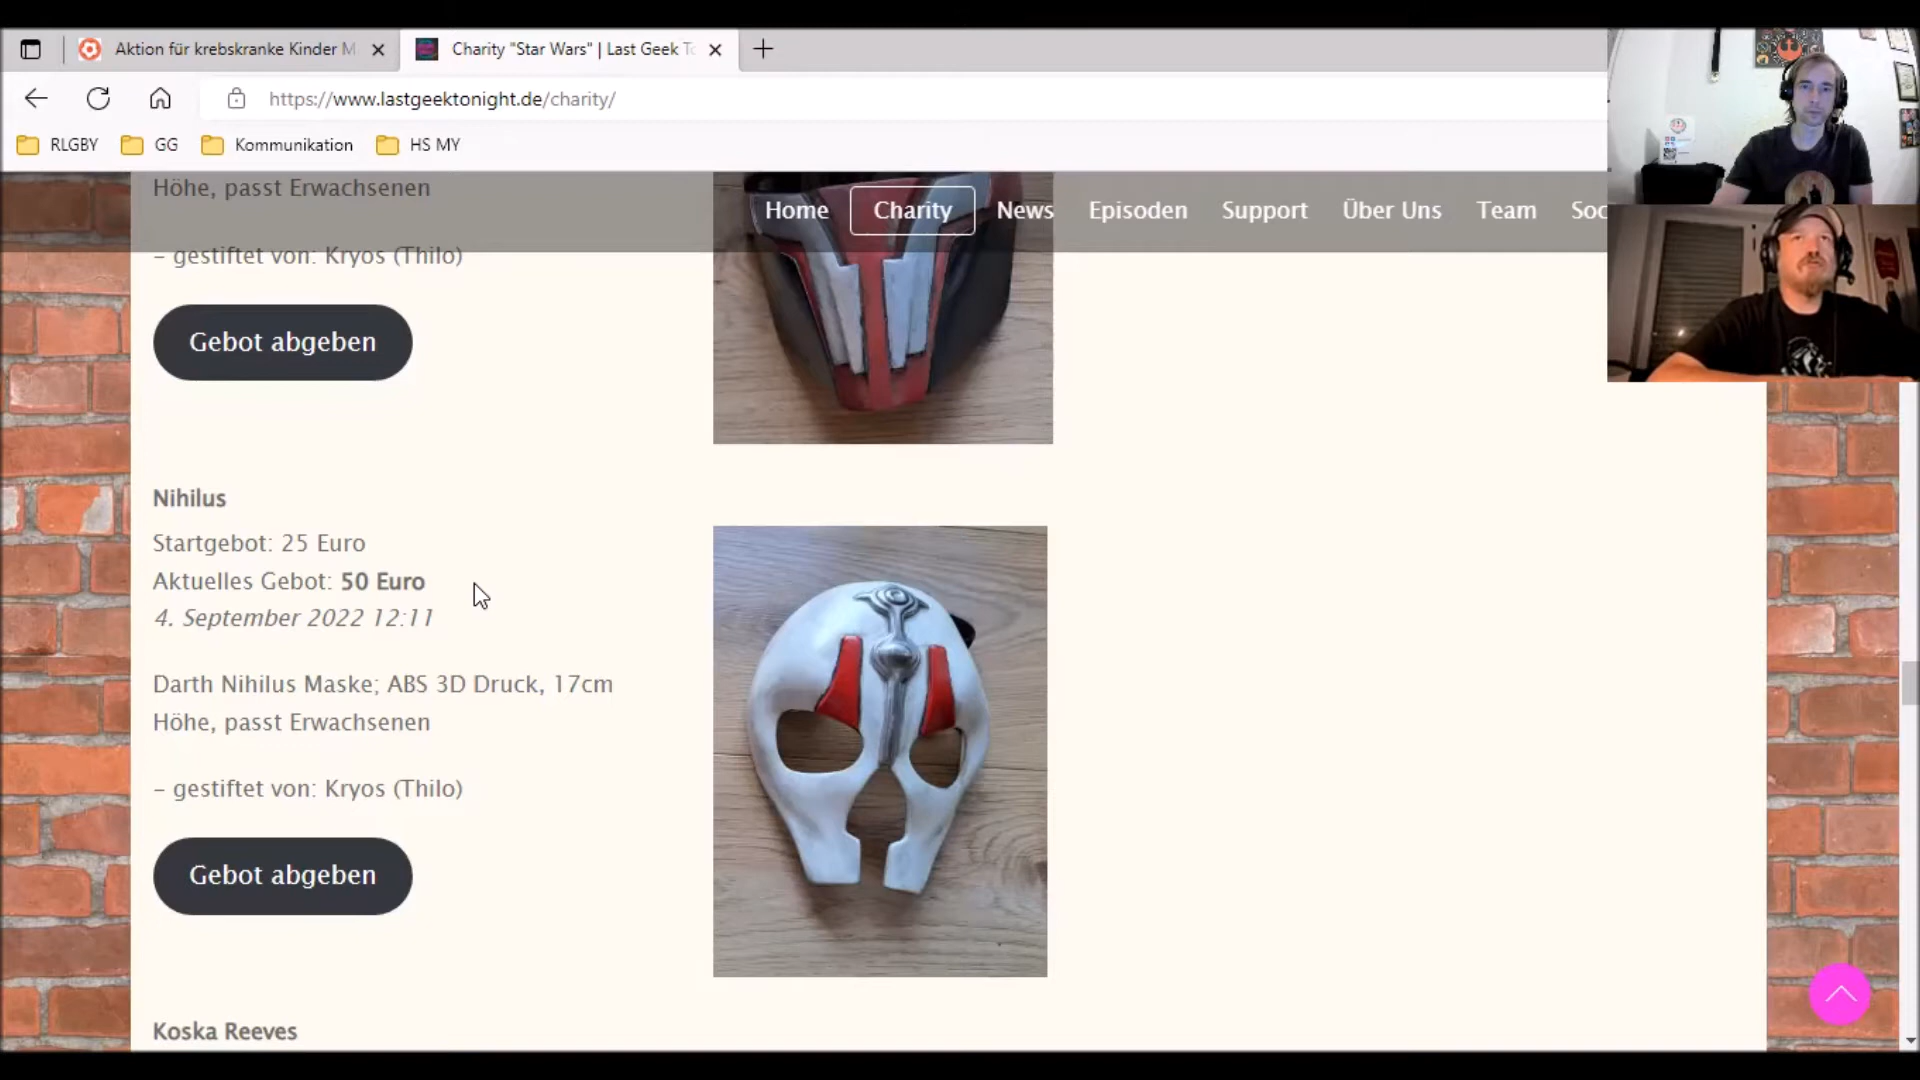 Aktion für krebskranke Kinder M
Charity "Star Wars" | Last Geek To
https://www.lastgeektonight.de/charity/
RLGBY
GG
Kommunikation
HS MY
Home
Charity
News
Episoden
Support
Über Uns
Team
Soc
Höhe, passt Erwachsenen
– gestiftet von: Kryos (Thilo)
Gebot abgeben
Nihilus
Startgebot: 25 Euro
Aktuelles Gebot: 50 Euro
4. September 2022 12:11
Darth Nihilus Maske; ABS 3D Druck, 17cm
Höhe, passt Erwachsenen
– gestiftet von: Kryos (Thilo)
Gebot abgeben
Koska Reeves